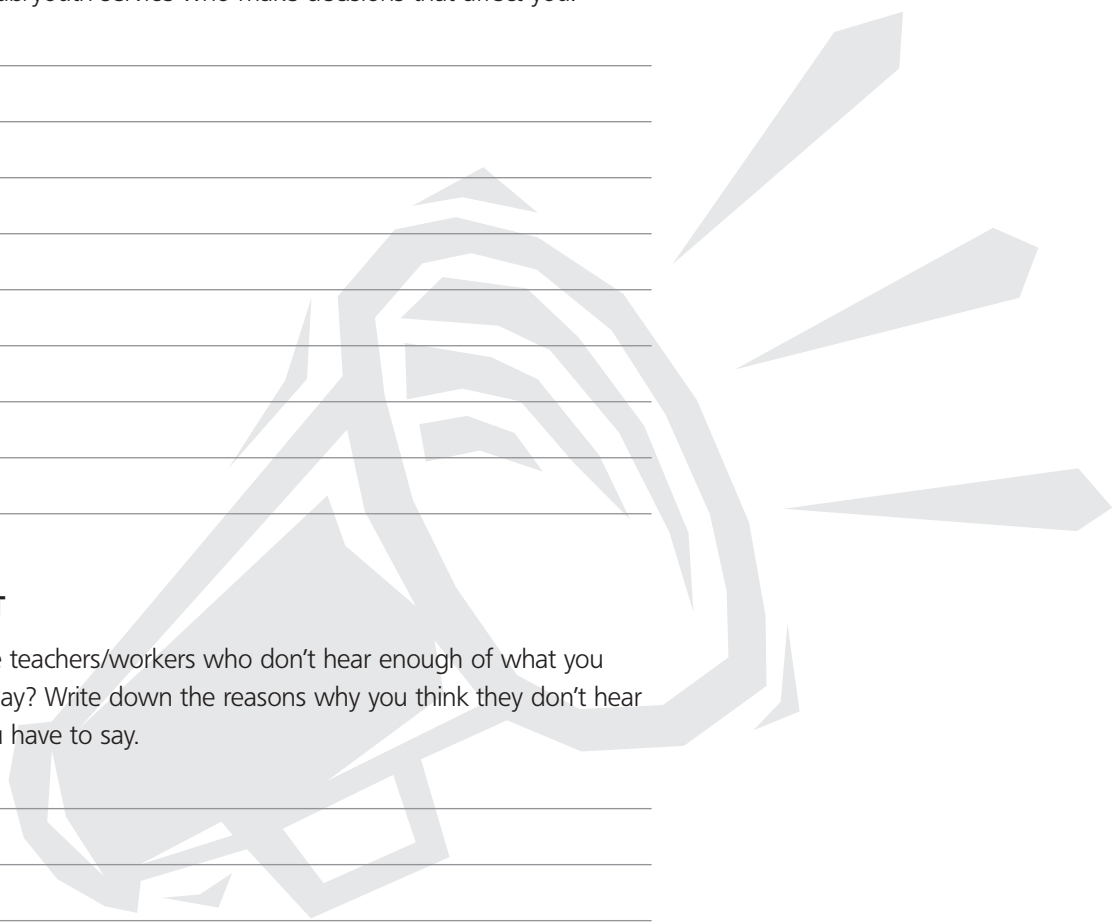 youth service who make decisions that affect you.
T
teachers/workers who don't hear enough of what you
ay? Write down the reasons why you think they don't hear
have to say.